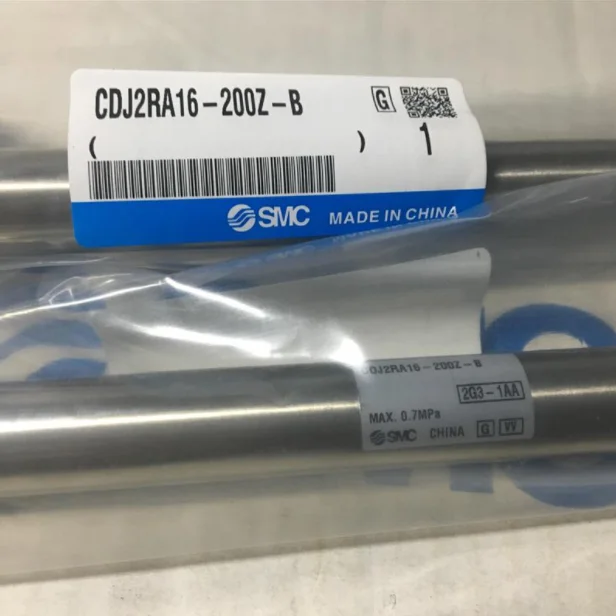 CDJ2RA16-200Z-B G
( ) 1
SMC MADE IN CHINA
CDJ2RA16-200Z-B
2G3-1AA
MAX. 0.7MPa
SMC CHINA G VV